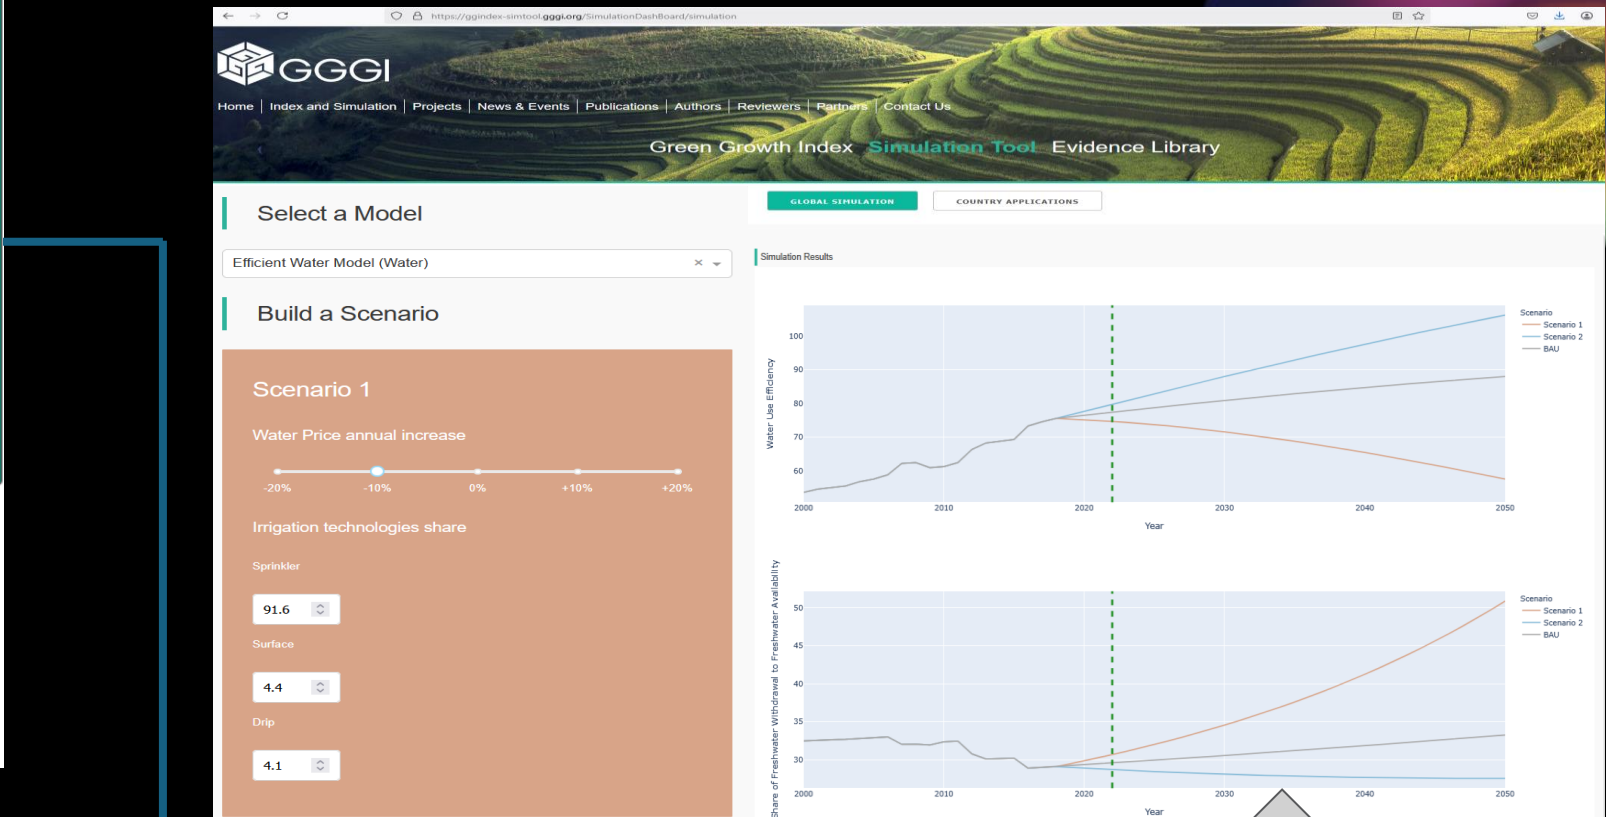 https://ggindex-simtool.gggi.org/SimulationDashBoard/simulation
GGGI
Home | Index and Simulation | Projects | News & Events | Publications | Authors | Reviewers | Partners | Contact Us
Green Growth Index Simulation Tool Evidence Library
Select a Model
GLOBAL SIMULATION
COUNTRY APPLICATIONS
Efficient Water Model (Water)
Simulation Results
Build a Scenario
Scenario 1
Water Price annual increase
-20% -10% 0% +10% +20%
Irrigation technologies share
Sprinkler
91.6
Surface
4.4
Drip
4.1
Water Use Efficiency
100
90
80
70
60
2000 2010 2020 2030 2040 2050
Year
Scenario
Scenario 1
Scenario 2
BAU
Share of Freshwater Withdrawal to Freshwater Availability
50
45
40
35
30
2000 2010 2020 2030 2040 2050
Year
Scenario
Scenario 1
Scenario 2
BAU